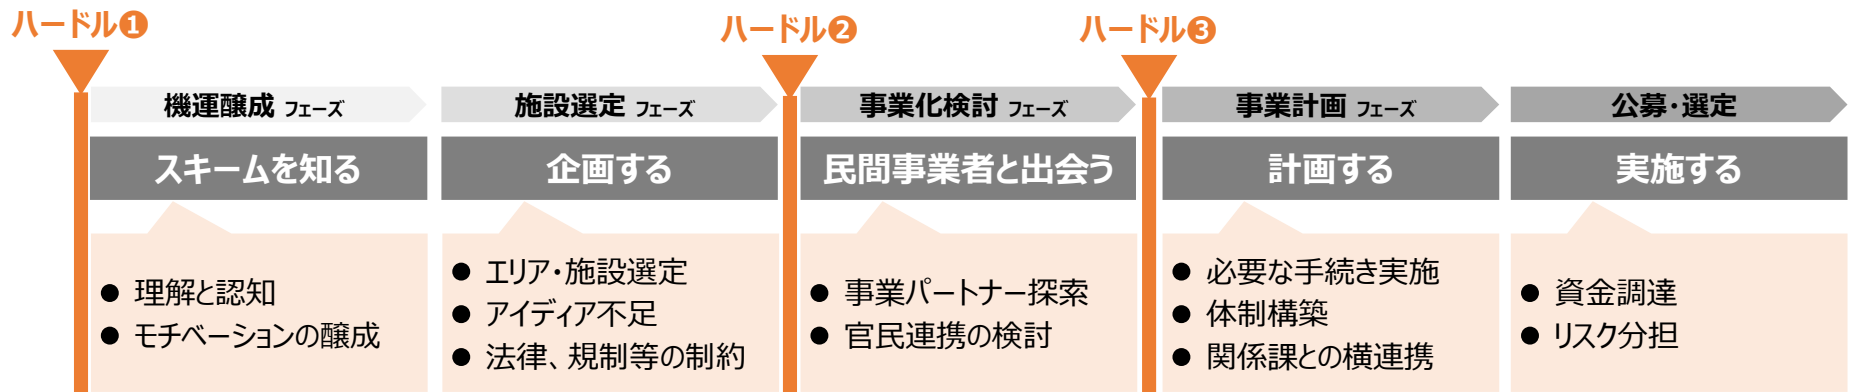 ハードル❶
ハードル❷
ハードル❸
機運醸成 フェーズ
施設選定 フェーズ
事業化検討 フェーズ
事業計画 フェーズ
公募・選定
スキームを知る
企画する
民間事業者と出会う
計画する
実施する
● 理解と認知
● モチベーションの醸成
● エリア・施設選定
● アイディア不足
● 法律、規制等の制約
● 事業パートナー探索
● 官民連携の検討
● 必要な手続き実施
● 体制構築
● 関係課との横連携
● 資金調達
● リスク分担